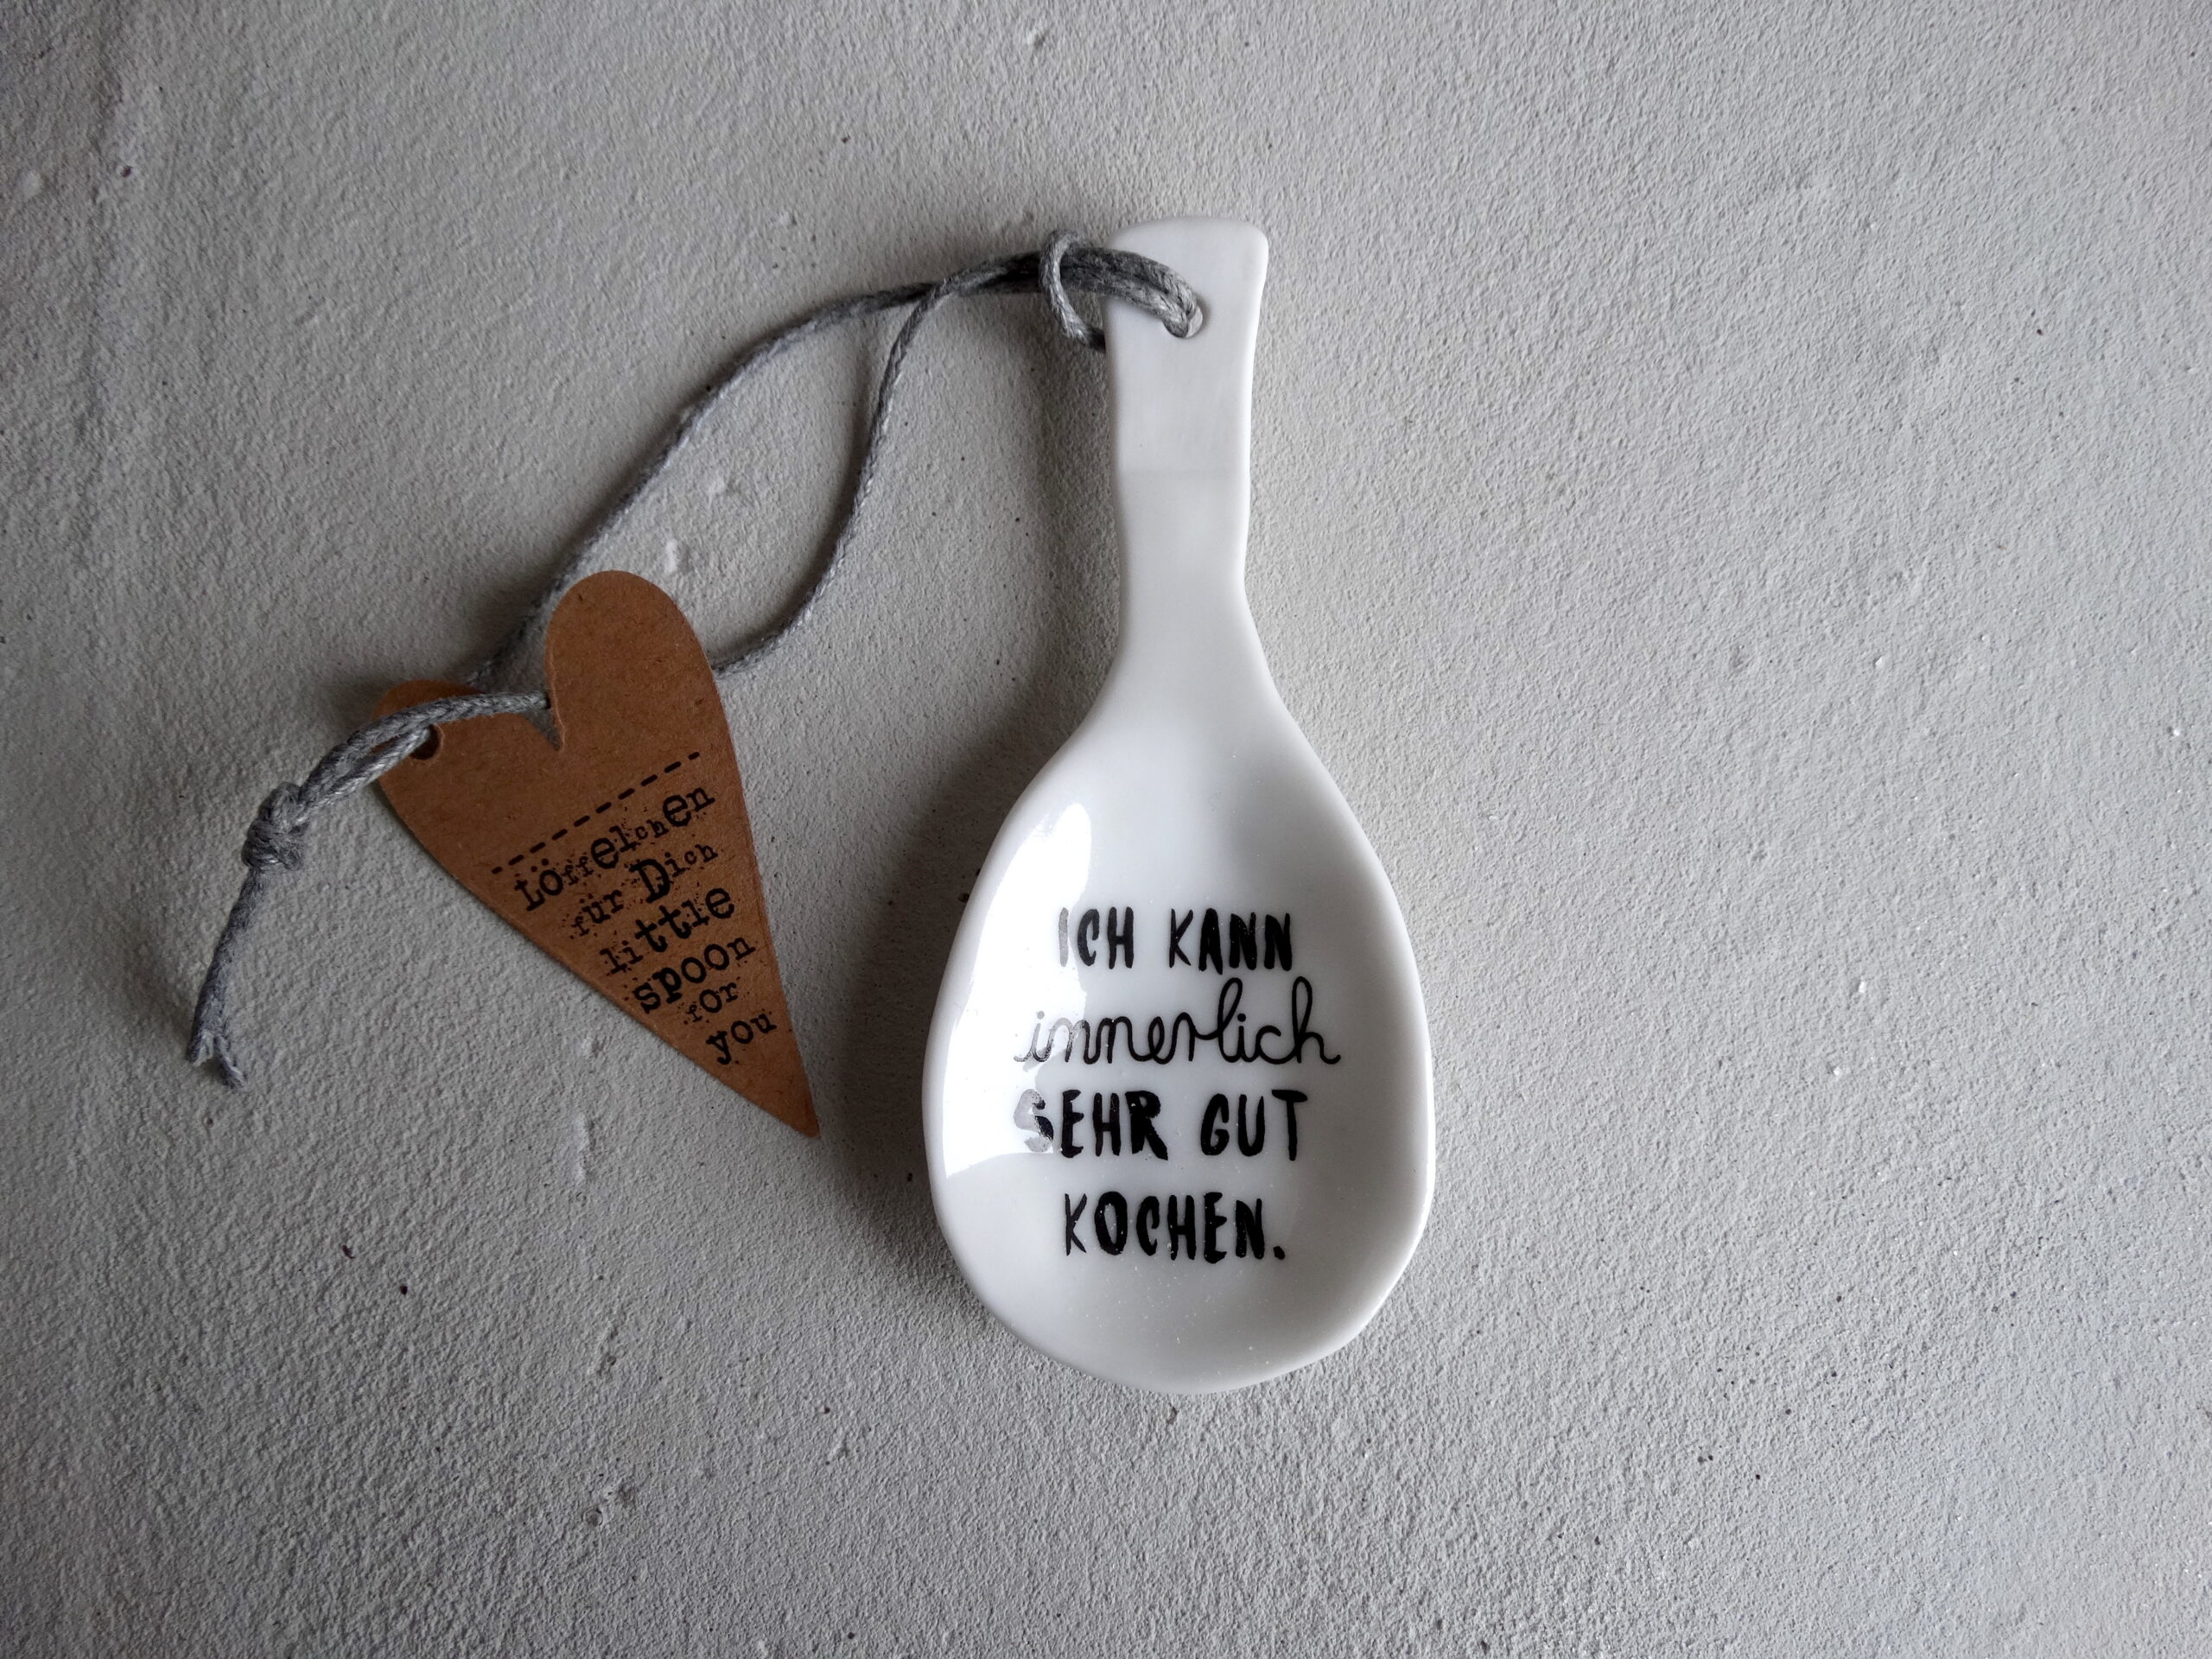 Löffelchen
für Dich
little
spoon
for
you
ICH KANN
innerlich
SEHR GUT
KOCHEN.